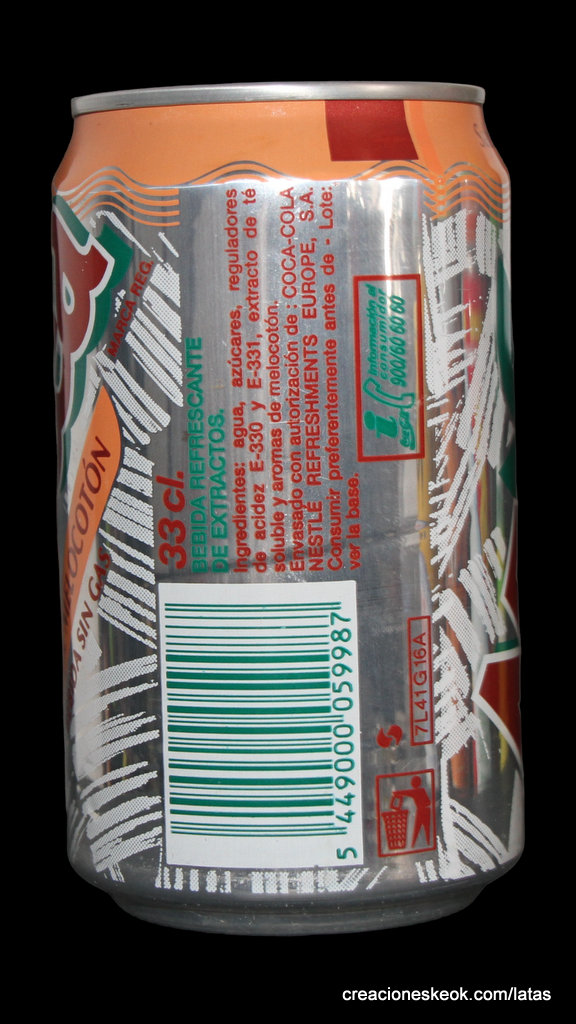 MARCA REG.
MELOCOTÓN
SIN GAS
33 cl.
BEBIDA REFRESCANTE
DE EXTRACTOS.
Ingredientes: agua, azúcares, reguladores
de acidez E-330 y E-331, extracto de té
soluble y aromas de melocotón.
Envasado con autorización de : COCA-COLA
NESTLÉ REFRESHMENTS EUROPE, S.A.
Consumir preferentemente antes de - Lote:
ver la base.
Información al
consumidor
900/60 60 60
5 449000 059987
7L41G16A
creacioneskeok.com/latas